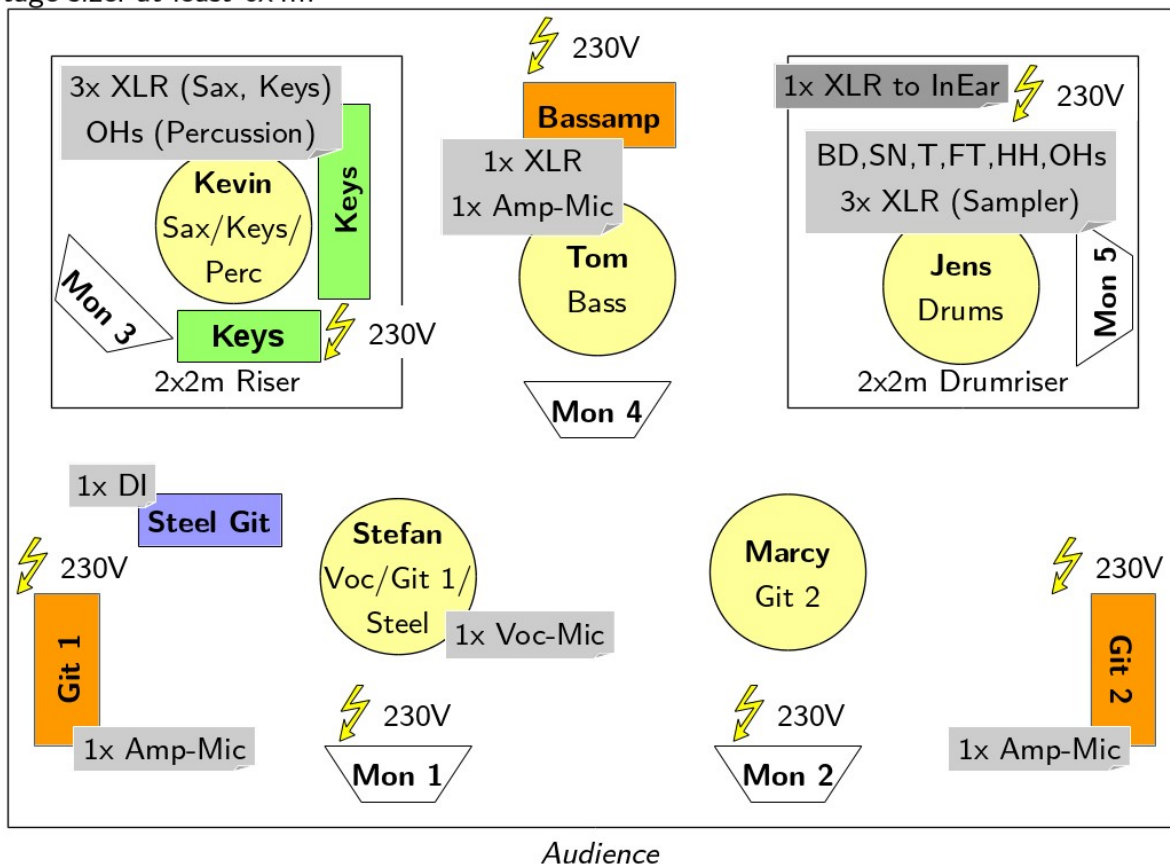 230V
3x XLR (Sax, Keys)
OHs (Percussion)
Keys
Kevin
Sax/Keys/
Perc
Mon 3
Keys
230V
2x2m Riser
Bassamp
1x XLR
1x Amp-Mic
Tom
Bass
Mon 4
1x XLR to InEar
230V
BD,SN,T,FT,HH,OHs
3x XLR (Sampler)
Jens
Drums
Mon 5
2x2m Drumriser
1x DI
Steel Git
230V
Git 1
1x Amp-Mic
Stefan
Voc/Git 1/
Steel
1x Voc-Mic
230V
Mon 1
Marcy
Git 2
230V
Mon 2
230V
Git 2
1x Amp-Mic
Audience